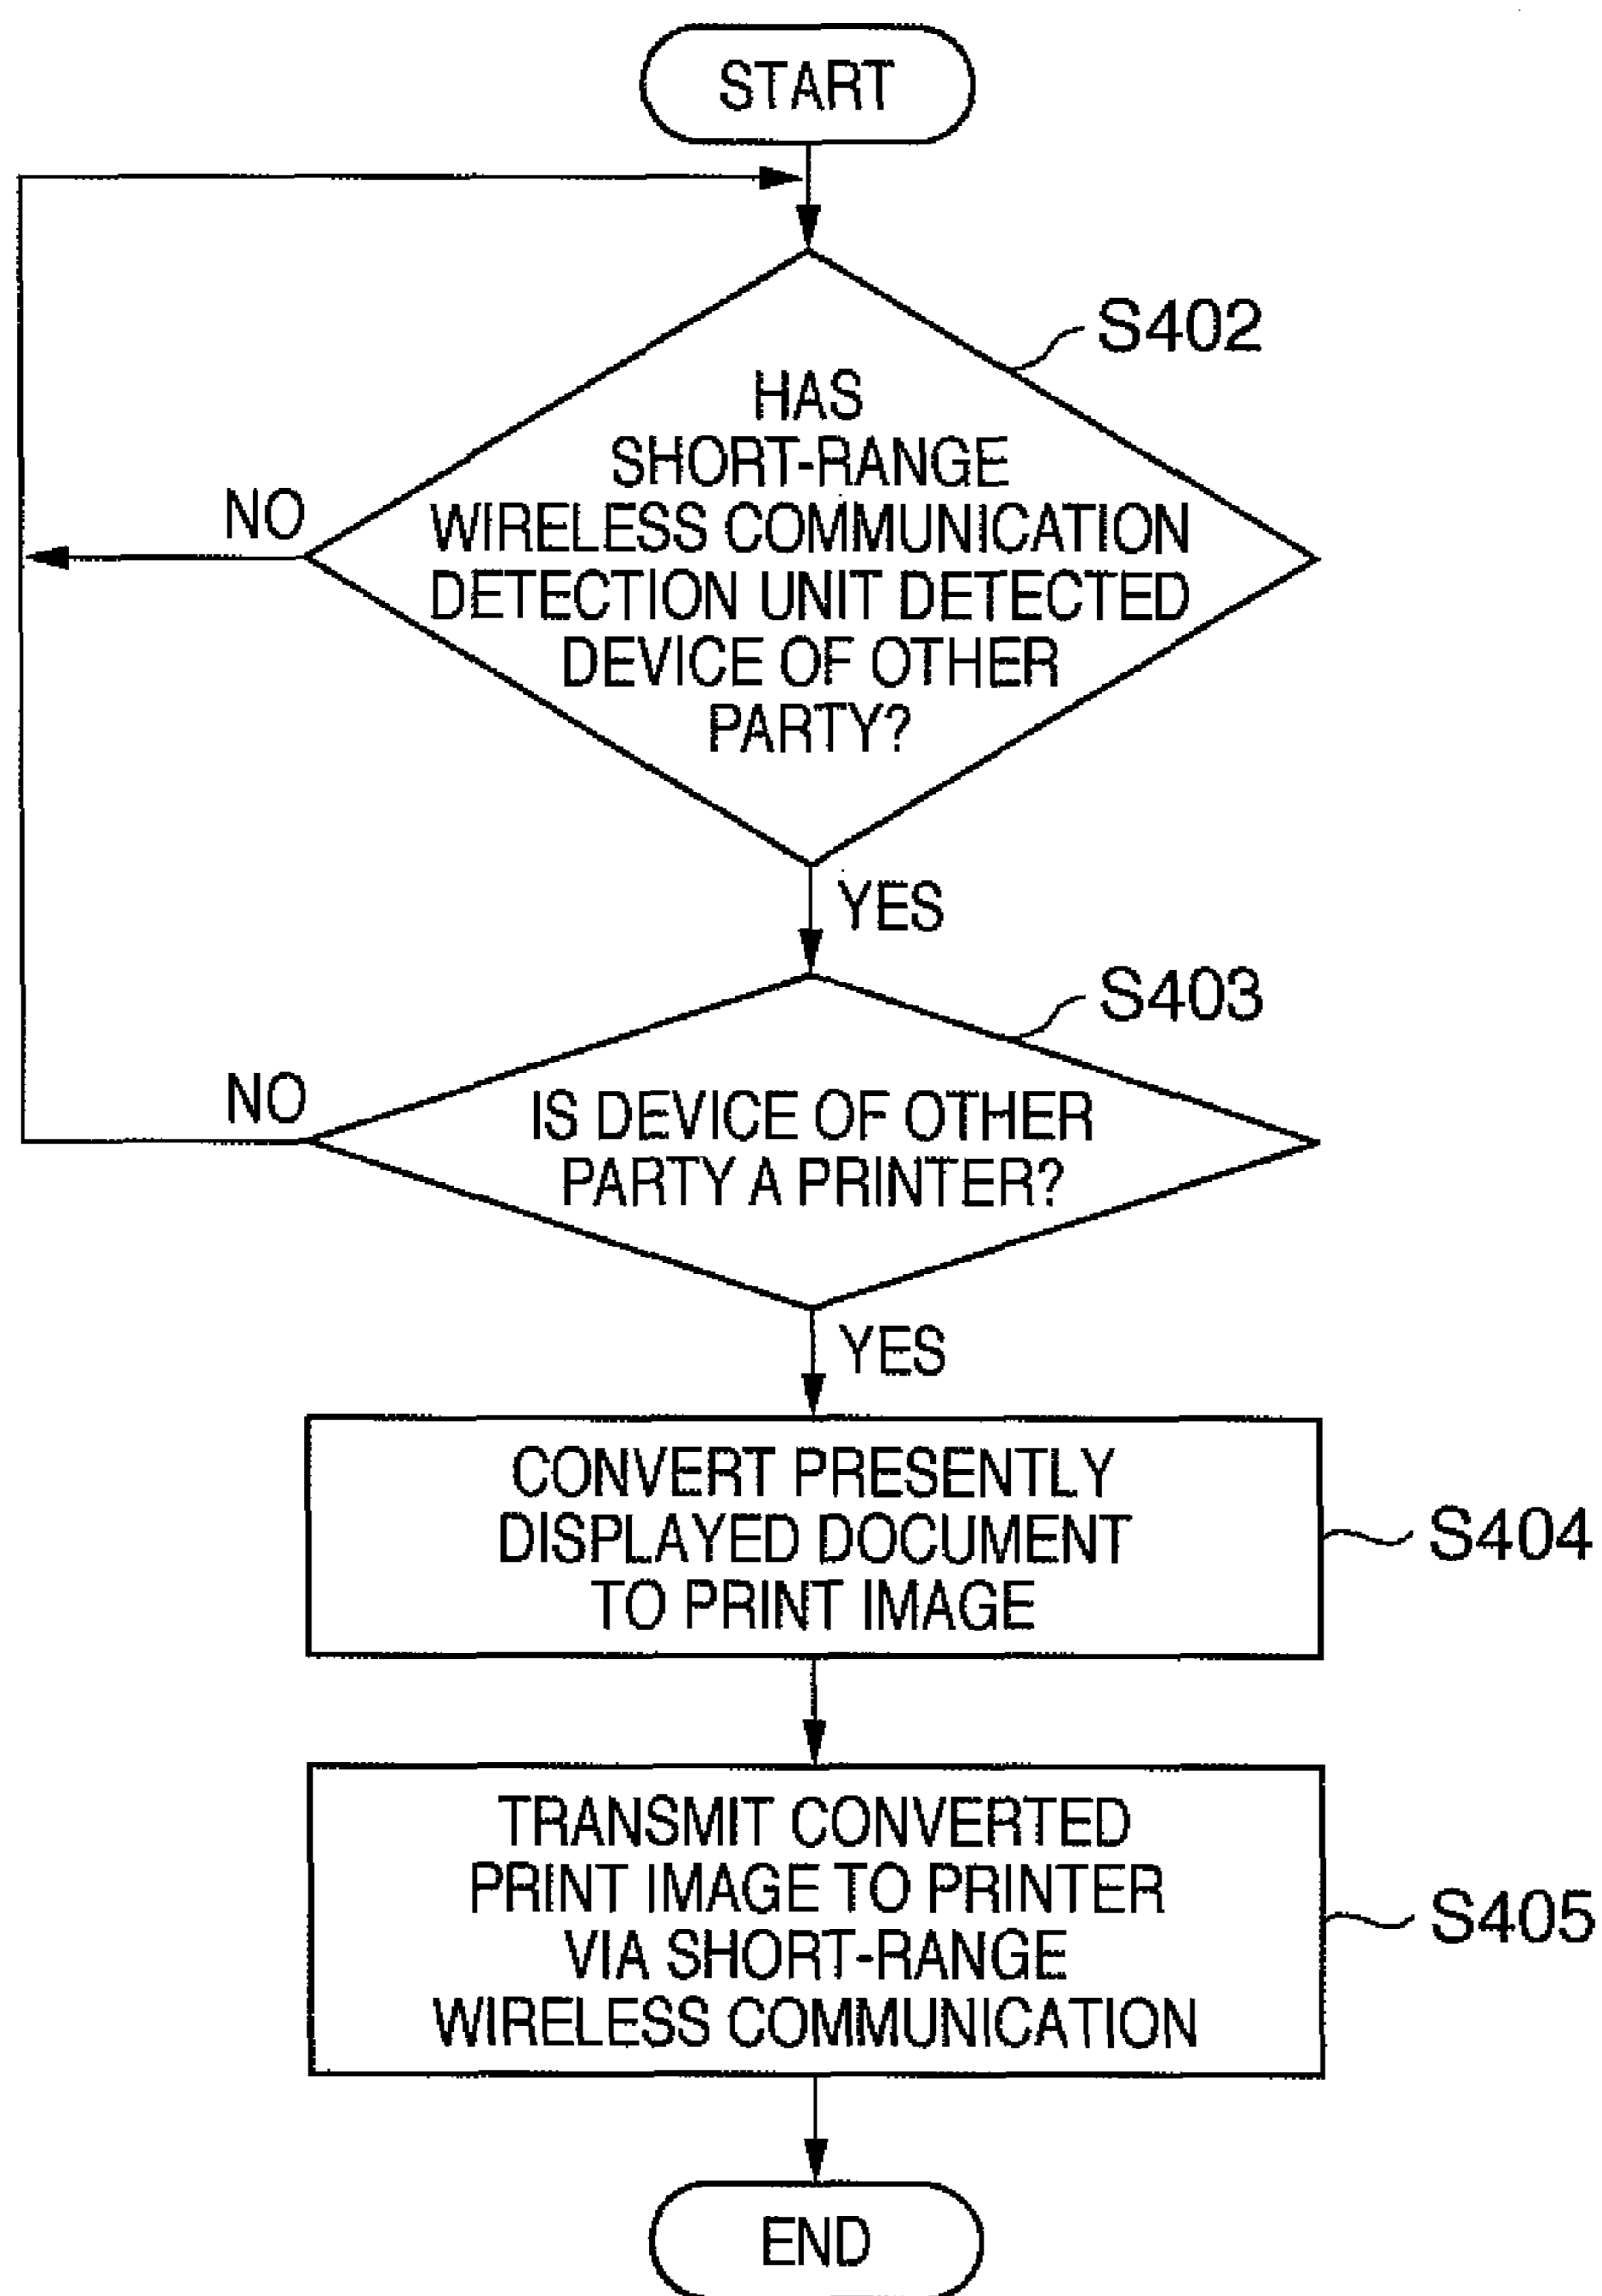 START
S402
HAS
SHORT-RANGE
WIRELESS COMMUNICATION
DETECTION UNIT DETECTED
DEVICE OF OTHER
PARTY?
NO
YES
S403
IS DEVICE OF OTHER
PARTY A PRINTER?
NO
YES
CONVERT PRESENTLY
DISPLAYED DOCUMENT
TO PRINT IMAGE
S404
TRANSMIT CONVERTED
PRINT IMAGE TO PRINTER
VIA SHORT-RANGE
WIRELESS COMMUNICATION
S405
END